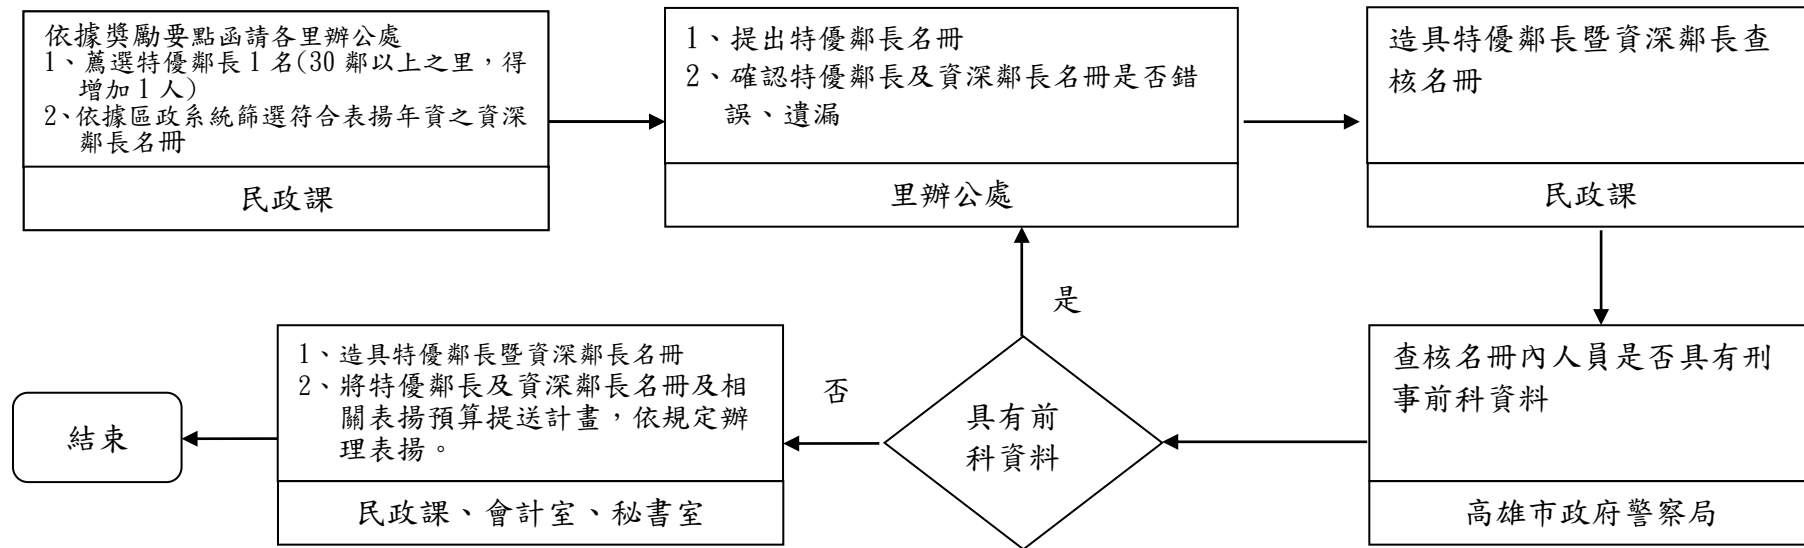 依據獎勵要點函請各里辦公處
1、薦選特優鄰長1名(30鄰以上之里，得
增加1人)
2、依據區政系統篩選符合表揚年資之資深
鄰長名冊
民政課
1、提出特優鄰長名冊
2、確認特優鄰長及資深鄰長名冊是否錯
誤、遺漏
里辦公處
造具特優鄰長暨資深鄰長查
核名冊
民政課
查核名冊內人員是否具有刑
事前科資料
高雄市政府警察局
具有前
科資料
是
否
1、造具特優鄰長暨資深鄰長名冊
2、將特優鄰長及資深鄰長名冊及相
關表揚預算提送計畫，依規定辦
理表揚。
民政課、會計室、秘書室
結束